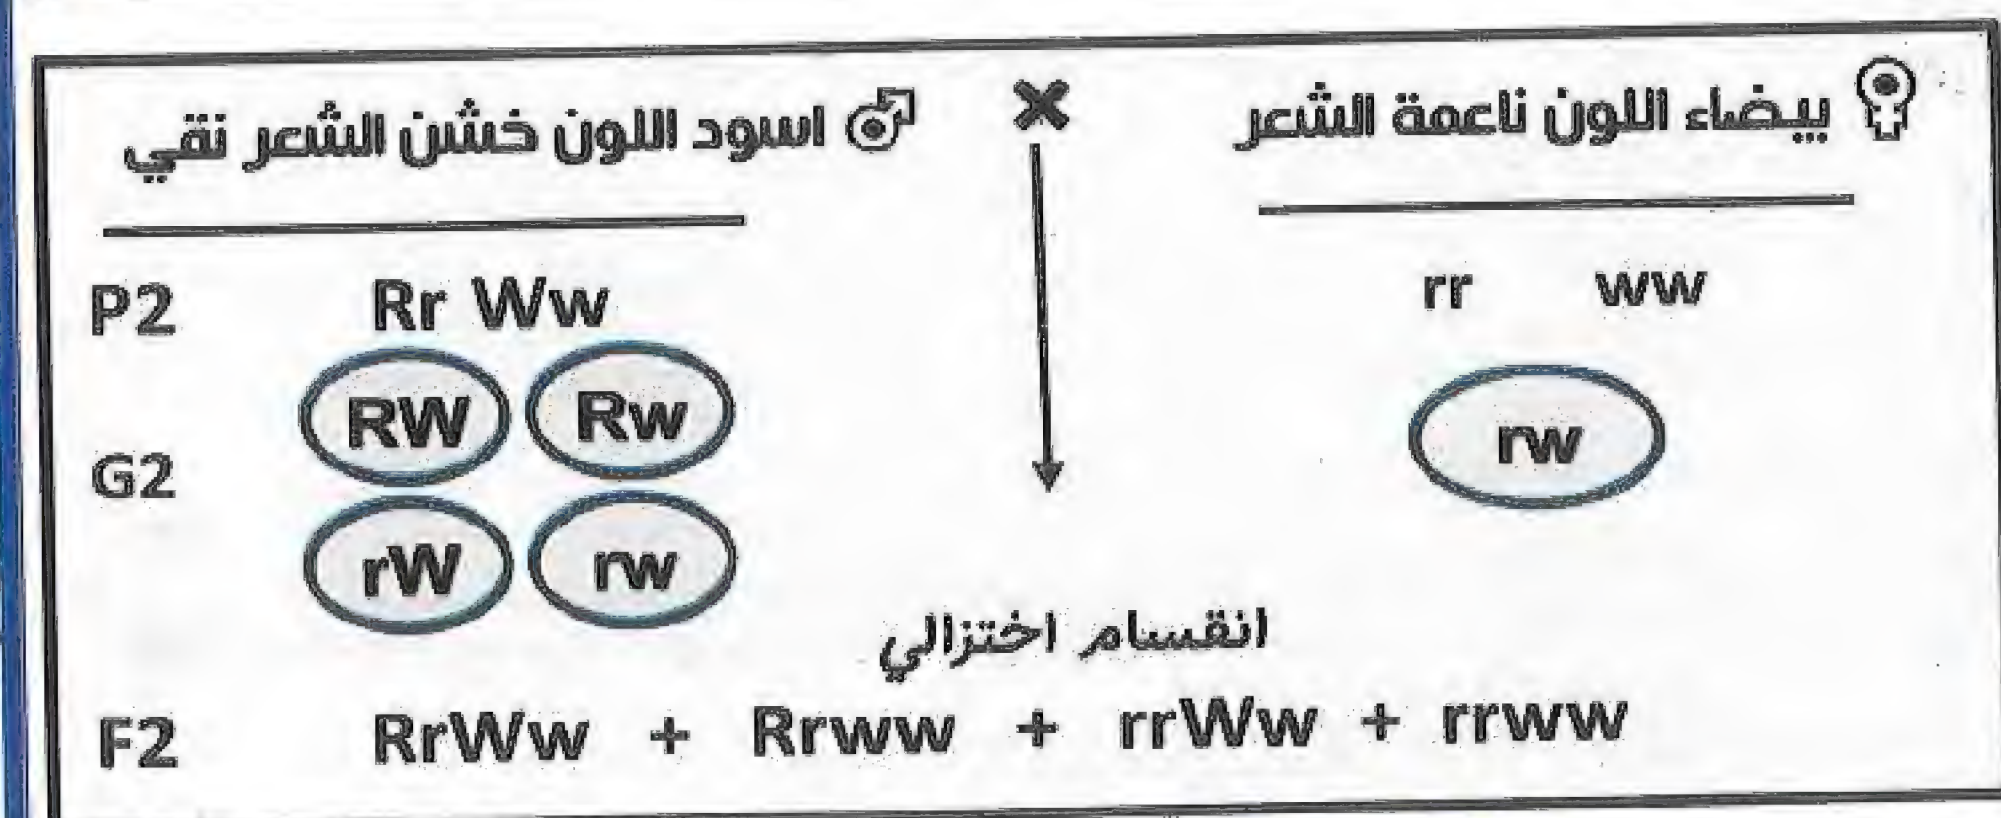 بيضاء اللون ناعمة الشعر × اسود اللون خشن الشعر نقي
P2 Rr Ww rr ww
RW Rw
G2 rw
rW rw
انقسام اختزالي
F2 RrWw + Rrww + rrWw + rrww